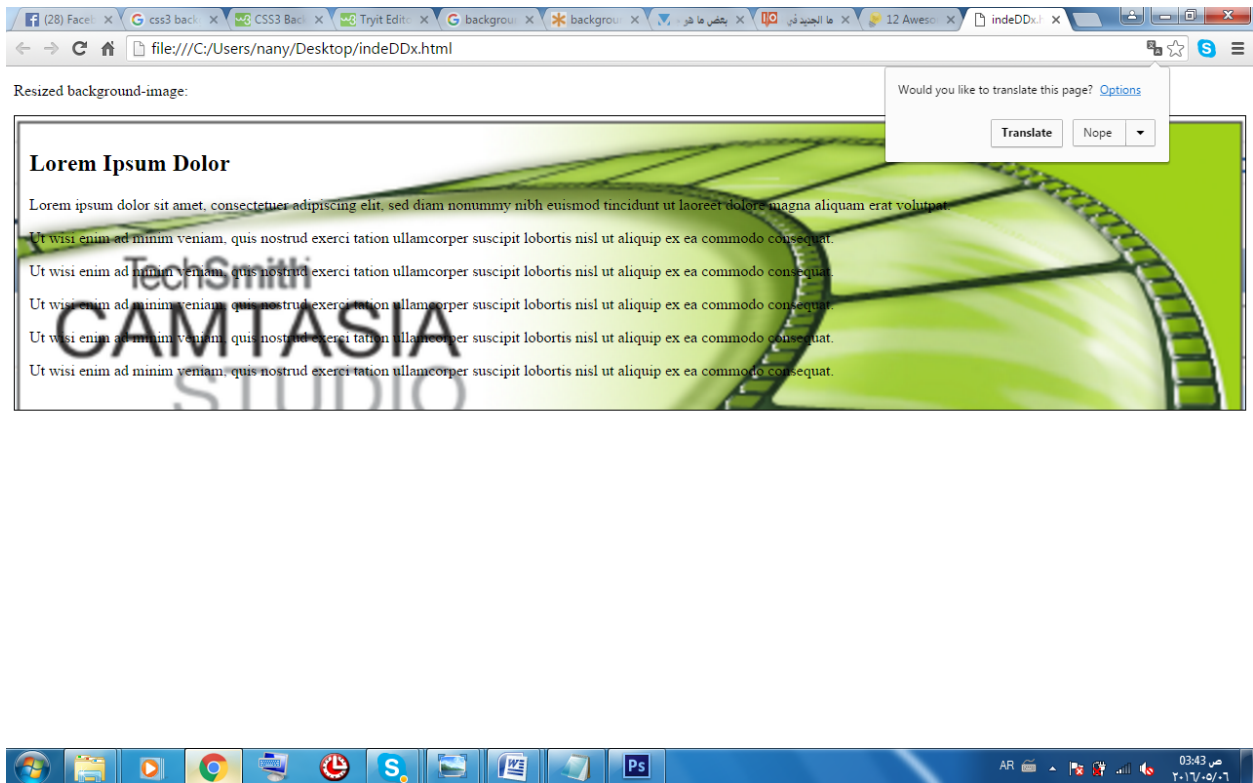 (28) Faceb
css3 back
CSS3 Back
Tryit Edito
backgroun
backgroun
بعض ما هو
ما الجديد في
12 Aweso
indeDDx.h
file:///C:/Users/nany/Desktop/indeDDx.html
Would you like to translate this page? Options
Translate Nope
Resized background-image:
Lorem Ipsum Dolor
Lorem ipsum dolor sit amet, consectetuer adipiscing elit, sed diam nonummy nibh euismod tincidunt ut laoreet dolore magna aliquam erat volutpat.
Ut wisi enim ad minim veniam, quis nostrud exerci tation ullamcorper suscipit lobortis nisl ut aliquip ex ea commodo consequat.
Ut wisi enim ad minim veniam, quis nostrud exerci tation ullamcorper suscipit lobortis nisl ut aliquip ex ea commodo consequat.
Ut wisi enim ad minim veniam, quis nostrud exerci tation ullamcorper suscipit lobortis nisl ut aliquip ex ea commodo consequat.
Ut wisi enim ad minim veniam, quis nostrud exerci tation ullamcorper suscipit lobortis nisl ut aliquip ex ea commodo consequat.
Ut wisi enim ad minim veniam, quis nostrud exerci tation ullamcorper suscipit lobortis nisl ut aliquip ex ea commodo consequat.
TechSmith
CAMTASIA
STUDIO
Ps
AR
03:43 ص
٢٠١٦/٠٥/٠٦